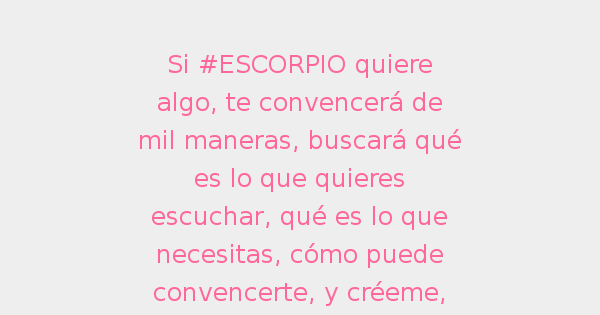 Si #ESCORPIO quiere
algo, te convencerá de
mil maneras, buscará qué
es lo que quieres
escuchar, qué es lo que
necesitas, cómo puede
convencerte, y créeme,